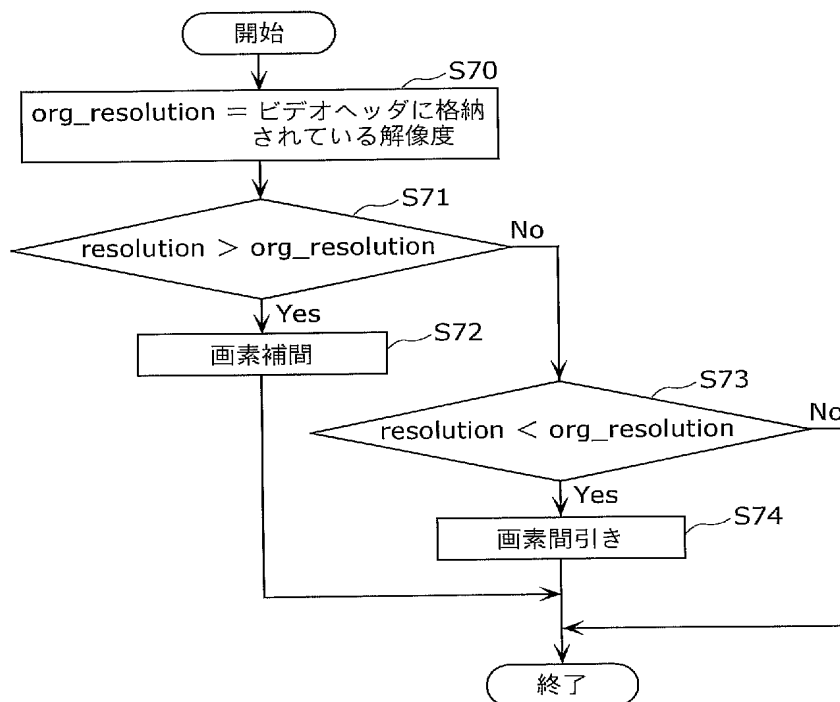 開始
S70
org_resolution = ビデオヘッダに格納
されている解像度
S71
resolution > org_resolution
No
Yes
画素補間
S72
S73
resolution < org_resolution
No
Yes
画素間引き
S74
終了